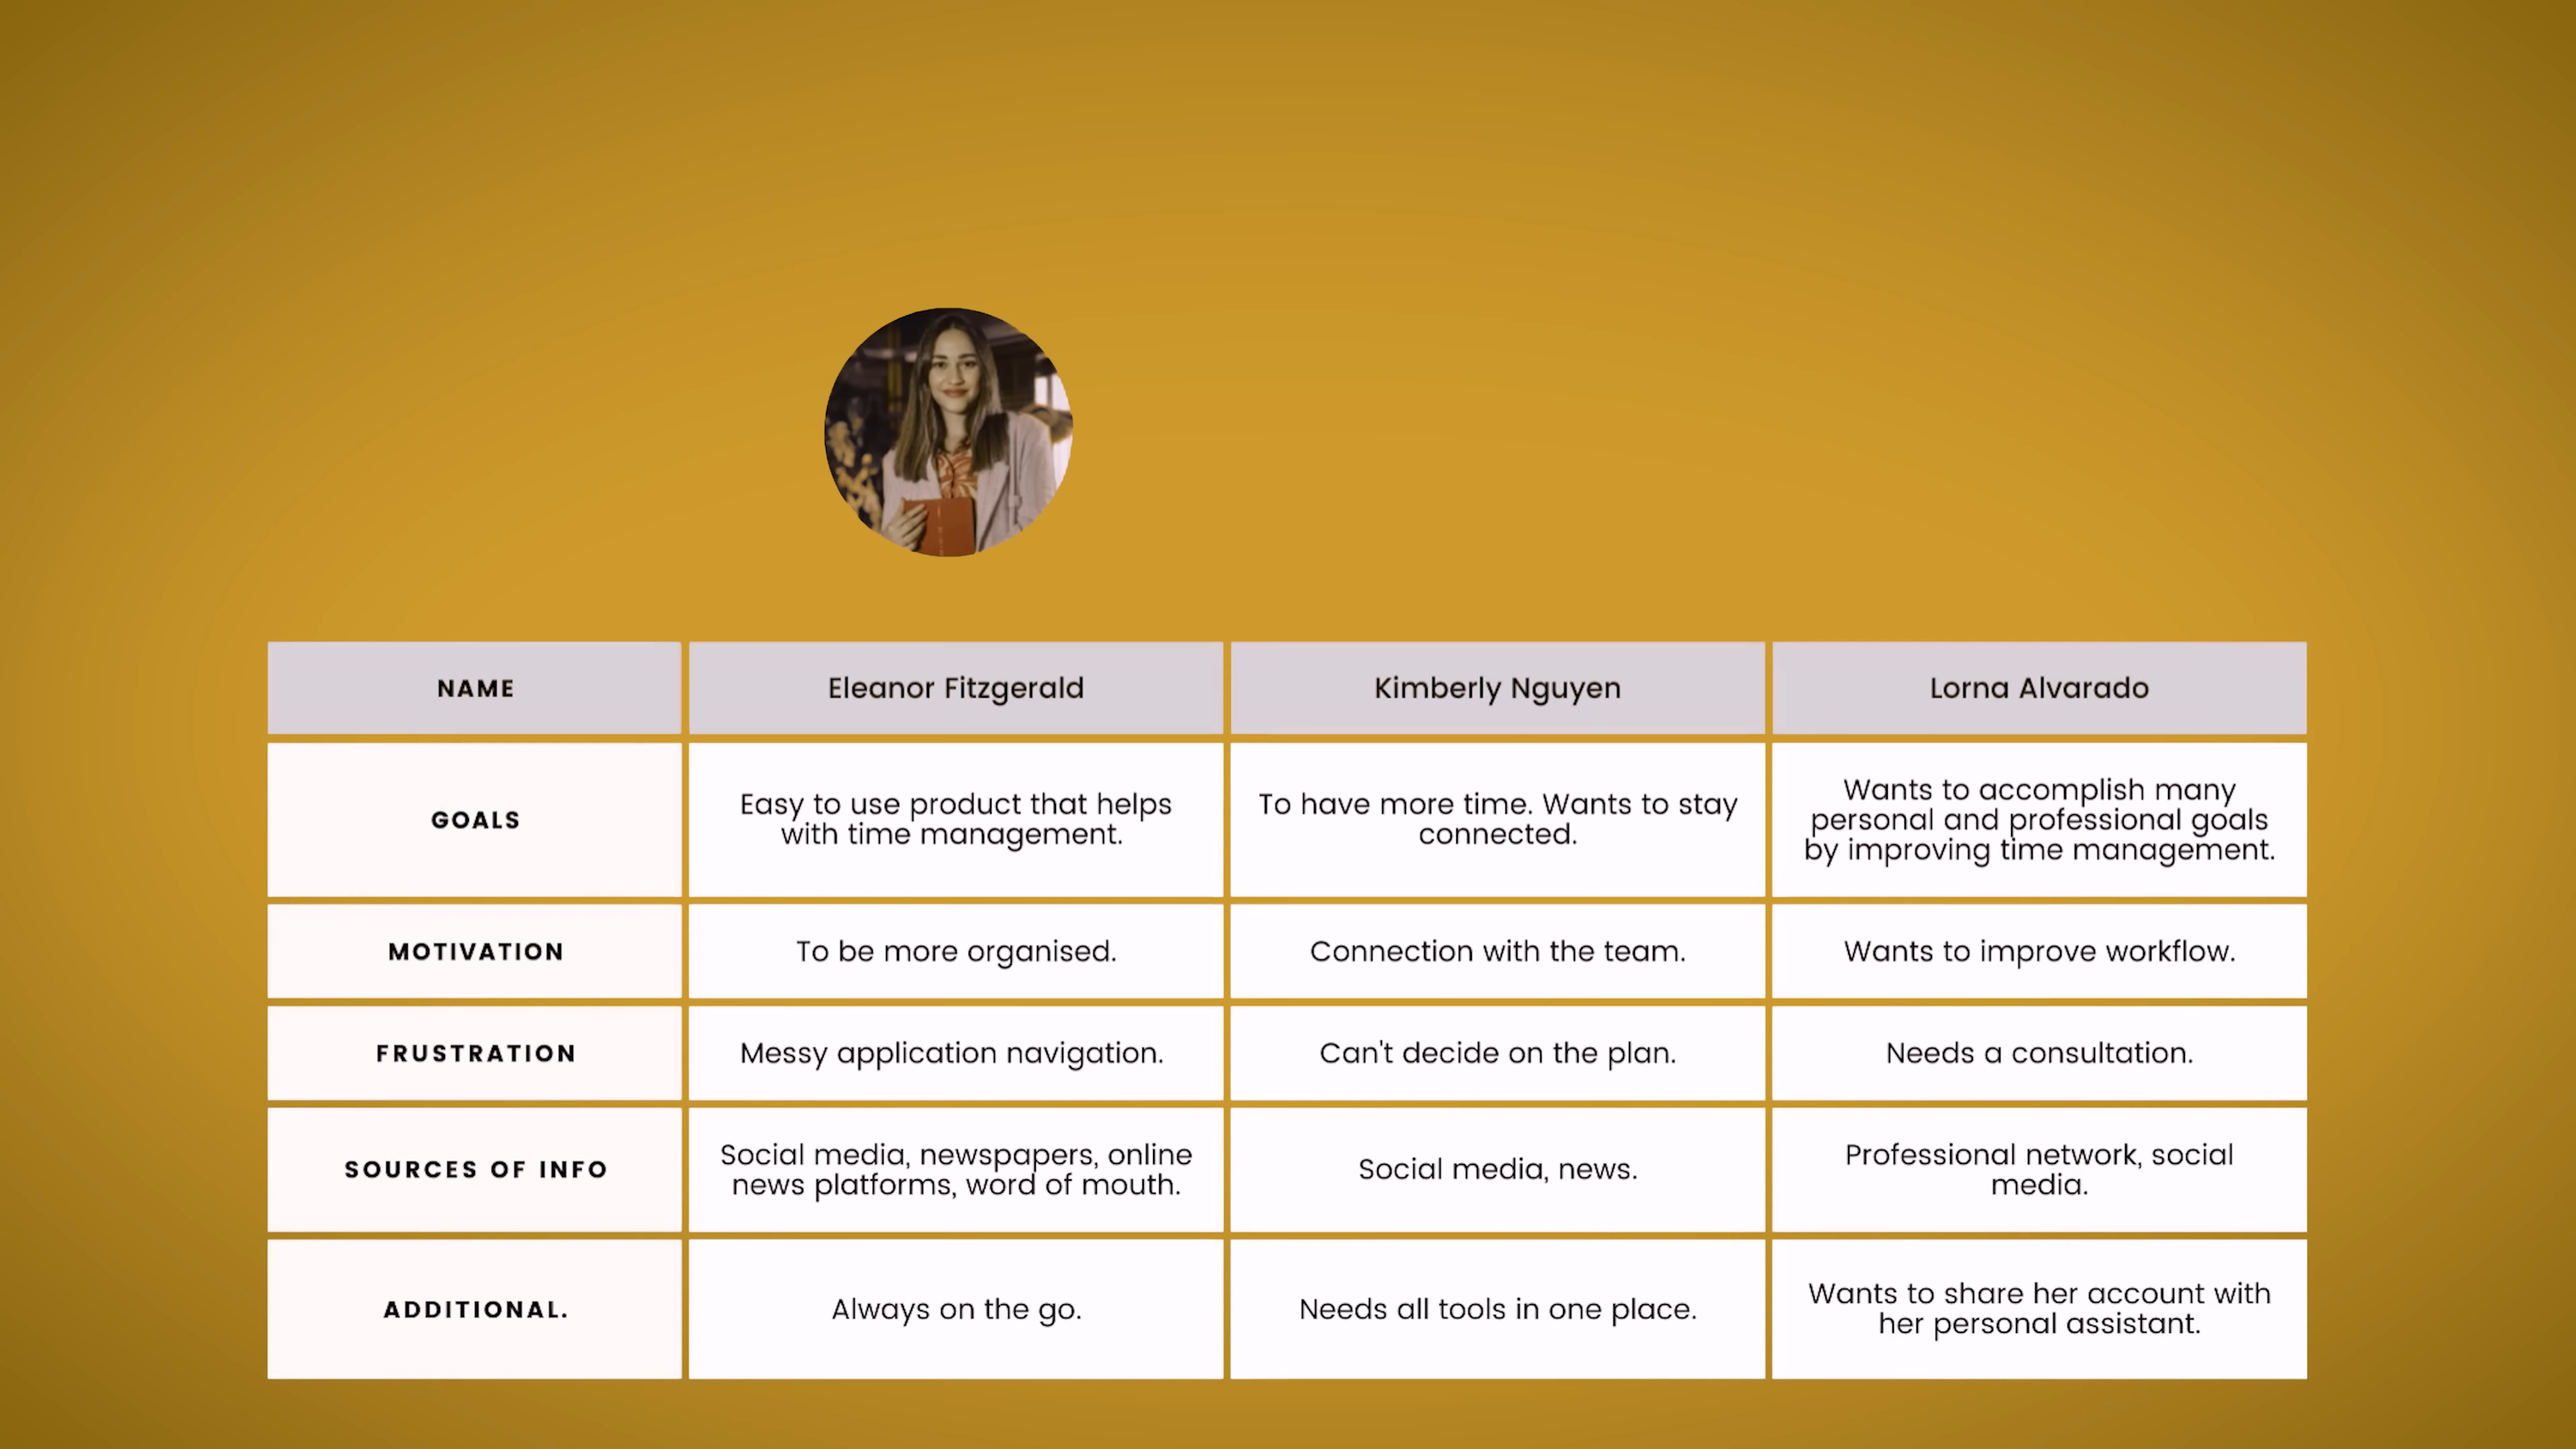 NAME
Eleanor Fitzgerald
Kimberly Nguyen
Lorna Alvarado
GOALS
Easy to use product that helps
with time management.
To have more time. Wants to stay
connected.
Wants to accomplish many
personal and professional goals
by improving time management.
MOTIVATION
To be more organised.
Connection with the team.
Wants to improve workflow.
FRUSTRATION
Messy application navigation.
Can't decide on the plan.
Needs a consultation.
SOURCES OF INFO
Social media, newspapers, online
news platforms, word of mouth.
Social media, news.
Professional network, social
media.
ADDITIONAL.
Always on the go.
Needs all tools in one place.
Wants to share her account with
her personal assistant.